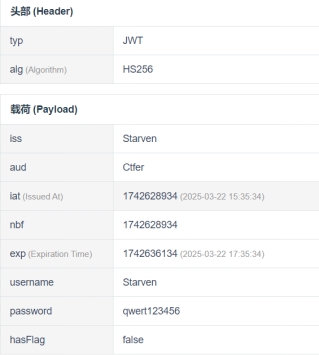 头部 (Header)
typ JWT
alg (Algorithm) HS256
载荷 (Payload)
iss Starven
aud Ctfer
iat (Issued At) 1742628934 (2025-03-22 15:35:34)
nbf 1742628934
exp (Expiration Time) 1742636134 (2025-03-22 17:35:34)
username Starven
password qwert123456
hasFlag false